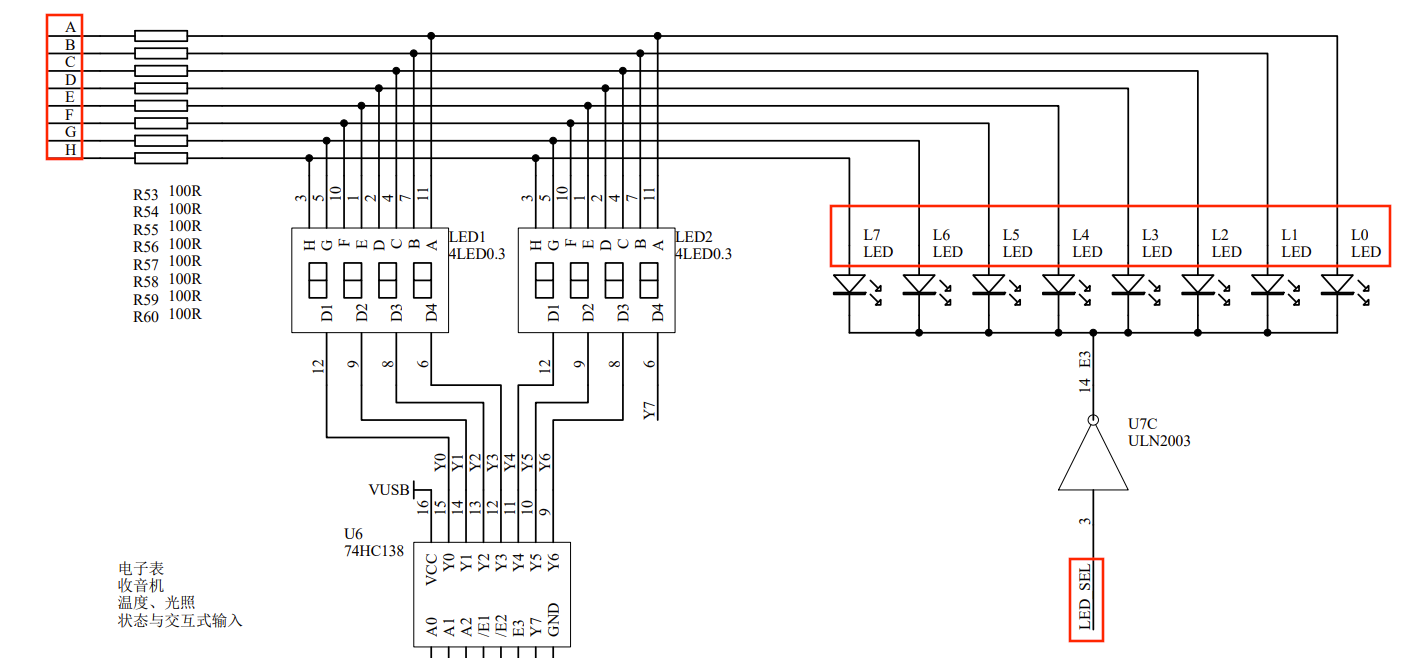 A
B
C
D
E
F
G
H
R53 100R
R54 100R
R55 100R
R56 100R
R57 100R
R58 100R
R59 100R
R60 100R
3 5 10 1 2 4 7 11
H G F E D C B A
LED1
4LED0.3
D1 D2 D3 D4
12 9 8 6
3 5 10 1 2 4 7 11
H G F E D C B A
LED2
4LED0.3
D1 D2 D3 D4
12 9 8 6
Y7
L7
LED
L6
LED
L5
LED
L4
LED
L3
LED
L2
LED
L1
LED
L0
LED
14 E3
U7C
ULN2003
3
LED SEL
Y0 Y1 Y2 Y3 Y4 Y5 Y6
VUSB
16 15 14 13 12 11 10 9
U6
74HC138
VCC Y0 Y1 Y2 Y3 Y4 Y5 Y6
A0 A1 A2 /E1 /E2 E3 Y7 GND
电子表
收音机
温度、光照
状态与交互式输入